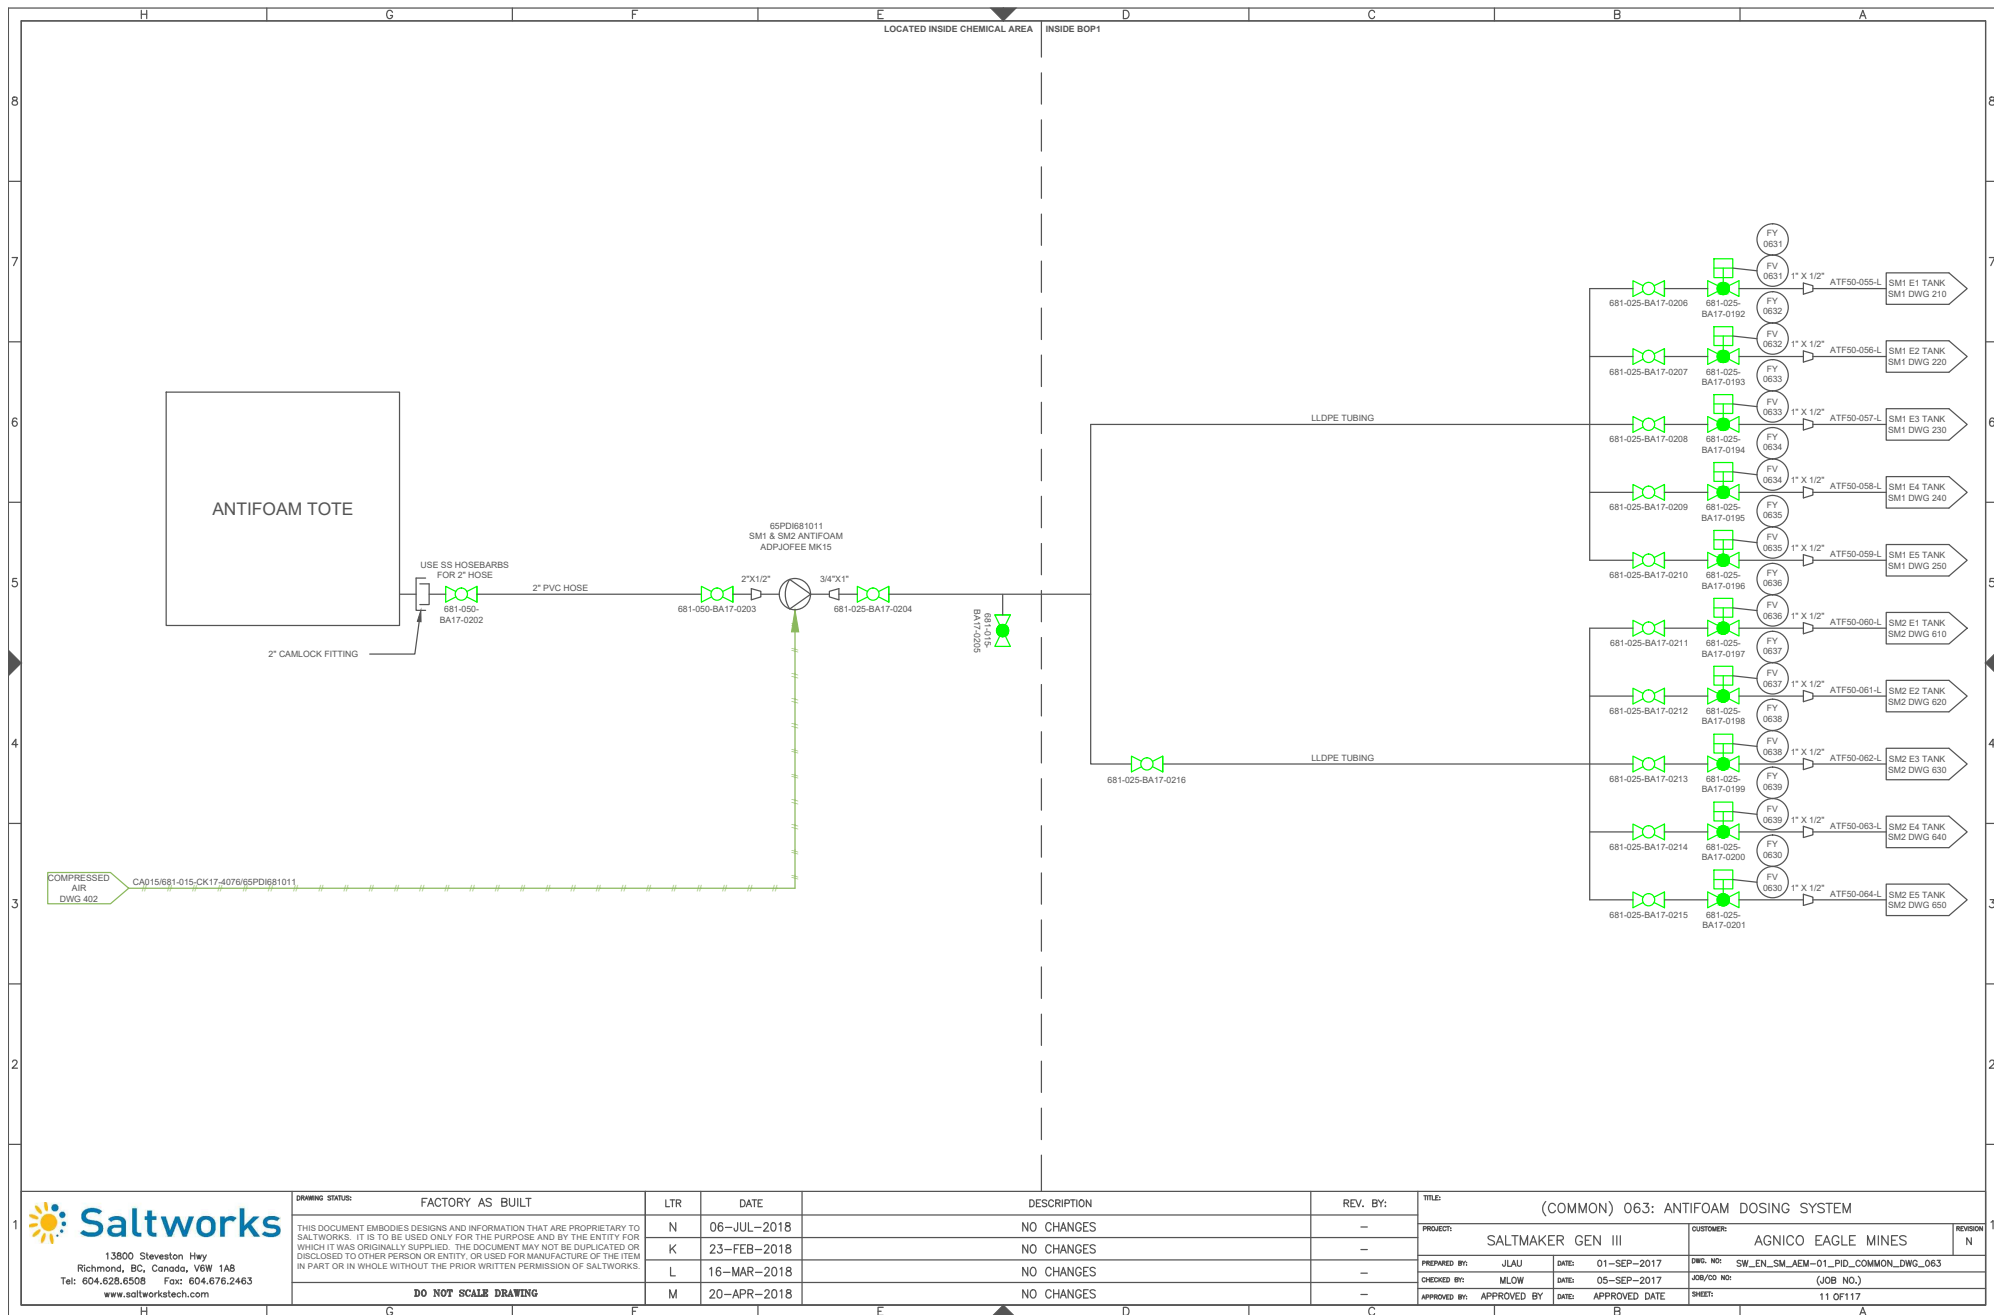 H G F E D C B A
LOCATED INSIDE CHEMICAL AREA
INSIDE BOP1
8 8
7 7
6 6
5 5
4 4
3 3
2 2
1 1
ANTIFOAM TOTE
USE SS HOSEBARBS
FOR 2" HOSE
681-050-
BA17-0202
2" CAMLOCK FITTING
2" PVC HOSE
681-050-BA17-0203
2"X1/2"
65PDI681011
SM1 & SM2 ANTIFOAM
ADPJOFEE MK15
3/4"X1"
681-025-BA17-0204
681-015-
BA17-0205
COMPRESSED
AIR
DWG 402
CA015/681-015-CK17-4076/65PDI681011
LLDPE TUBING
681-025-BA17-0216
LLDPE TUBING
FY
0631
FV
0631
681-025-BA17-0206
681-025-
BA17-0192
1" X 1/2"
ATF50-055-L
SM1 E1 TANK
SM1 DWG 210
FY
0632
FV
0632
681-025-BA17-0207
681-025-
BA17-0193
1" X 1/2"
ATF50-056-L
SM1 E2 TANK
SM1 DWG 220
FY
0633
FV
0633
681-025-BA17-0208
681-025-
BA17-0194
1" X 1/2"
ATF50-057-L
SM1 E3 TANK
SM1 DWG 230
FY
0634
FV
0634
681-025-BA17-0209
681-025-
BA17-0195
1" X 1/2"
ATF50-058-L
SM1 E4 TANK
SM1 DWG 240
FY
0635
FV
0635
681-025-BA17-0210
681-025-
BA17-0196
1" X 1/2"
ATF50-059-L
SM1 E5 TANK
SM1 DWG 250
FY
0636
FV
0636
681-025-BA17-0211
681-025-
BA17-0197
1" X 1/2"
ATF50-060-L
SM2 E1 TANK
SM2 DWG 610
FY
0637
FV
0637
681-025-BA17-0212
681-025-
BA17-0198
1" X 1/2"
ATF50-061-L
SM2 E2 TANK
SM2 DWG 620
FY
0638
FV
0638
681-025-BA17-0213
681-025-
BA17-0199
1" X 1/2"
ATF50-062-L
SM2 E3 TANK
SM2 DWG 630
FY
0639
FV
0639
681-025-BA17-0214
681-025-
BA17-0200
1" X 1/2"
ATF50-063-L
SM2 E4 TANK
SM2 DWG 640
FY
0630
FV
0630
681-025-BA17-0215
681-025-
BA17-0201
1" X 1/2"
ATF50-064-L
SM2 E5 TANK
SM2 DWG 650
Saltworks
13800 Steveston Hwy
Richmond, BC, Canada, V6W 1A8
Tel: 604.628.6508 Fax: 604.676.2463
www.saltworkstech.com
DRAWING STATUS: FACTORY AS BUILT
THIS DOCUMENT EMBODIES DESIGNS AND INFORMATION THAT ARE PROPRIETARY TO
SALTWORKS. IT IS TO BE USED ONLY FOR THE PURPOSE AND BY THE ENTITY FOR
WHICH IT WAS ORIGINALLY SUPPLIED. THE DOCUMENT MAY NOT BE DUPLICATED OR
DISCLOSED TO OTHER PERSON OR ENTITY, OR USED FOR MANUFACTURE OF THE ITEM
IN PART OR IN WHOLE WITHOUT THE PRIOR WRITTEN PERMISSION OF SALTWORKS.
DO NOT SCALE DRAWING
LTR DATE DESCRIPTION REV. BY:
N 06-JUL-2018 NO CHANGES -
K 23-FEB-2018 NO CHANGES -
L 16-MAR-2018 NO CHANGES -
M 20-APR-2018 NO CHANGES -
TITLE: (COMMON) 063: ANTIFOAM DOSING SYSTEM
PROJECT: SALTMAKER GEN III
CUSTOMER: AGNICO EAGLE MINES
REVISION N
PREPARED BY: JLAU DATE: 01-SEP-2017
DWG. NO: SW_EN_SM_AEM-01_PID_COMMON_DWG_063
CHECKED BY: MLOW DATE: 05-SEP-2017
JOB/CO NO: (JOB NO.)
APPROVED BY: APPROVED BY DATE: APPROVED DATE
SHEET: 11 OF117
H G F E D C B A